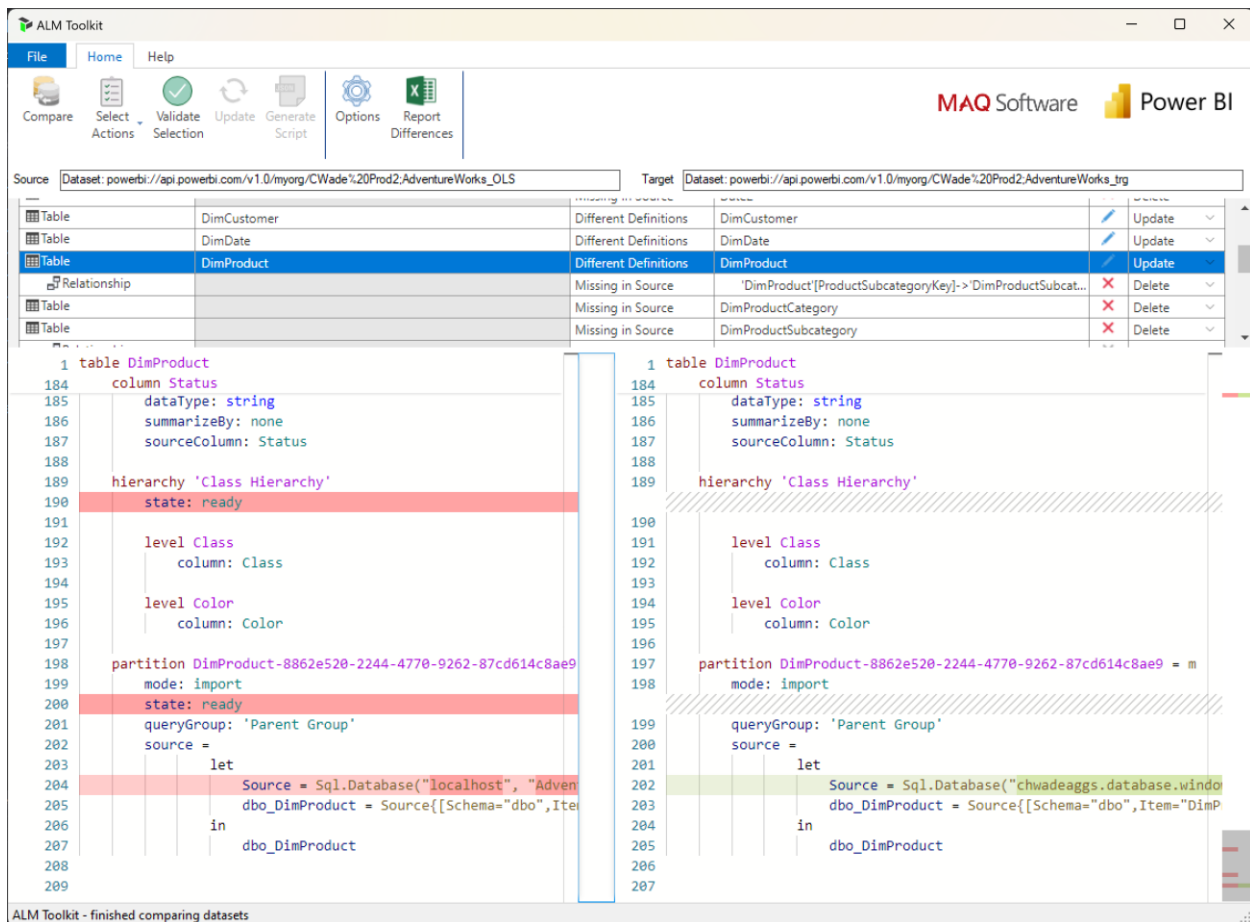 ALM Toolkit
File Home Help
Compare Select Actions Validate Selection Update Generate Script Options Report Differences
MAQ Software Power BI
Source Dataset: powerbi://api.powerbi.com/v1.0/myorg/CWade%20Prod2;AdventureWorks_OLS Target Dataset: powerbi://api.powerbi.com/v1.0/myorg/CWade%20Prod2;AdventureWorks_trg
Table DimCustomer Different Definitions DimCustomer Update
Table DimDate Different Definitions DimDate Update
Table DimProduct Different Definitions DimProduct Update
Relationship Missing in Source 'DimProduct'[ProductSubcategoryKey]->'DimProductSubcat... Delete
Table Missing in Source DimProductCategory Delete
Table Missing in Source DimProductSubcategory Delete
1 table DimProduct
184 column Status
185 dataType: string
186 summarizeBy: none
187 sourceColumn: Status
188
189 hierarchy 'Class Hierarchy'
190 state: ready
191
192 level Class
193 column: Class
194
195 level Color
196 column: Color
197
198 partition DimProduct-8862e520-2244-4770-9262-87cd614c8ae9
199 mode: import
200 state: ready
201 queryGroup: 'Parent Group'
202 source =
203 let
204 Source = Sql.Database("localhost", "Adven
205 dbo_DimProduct = Source{[Schema="dbo",Ite
206 in
207 dbo_DimProduct
208
209
1 table DimProduct
184 column Status
185 dataType: string
186 summarizeBy: none
187 sourceColumn: Status
188
189 hierarchy 'Class Hierarchy'
190
191 level Class
192 column: Class
193
194 level Color
195 column: Color
196
197 partition DimProduct-8862e520-2244-4770-9262-87cd614c8ae9 = m
198 mode: import
199 queryGroup: 'Parent Group'
200 source =
201 let
202 Source = Sql.Database("chwadeaggs.database.window
203 dbo_DimProduct = Source{[Schema="dbo",Item="DimP
204 in
205 dbo_DimProduct
206
207
ALM Toolkit - finished comparing datasets